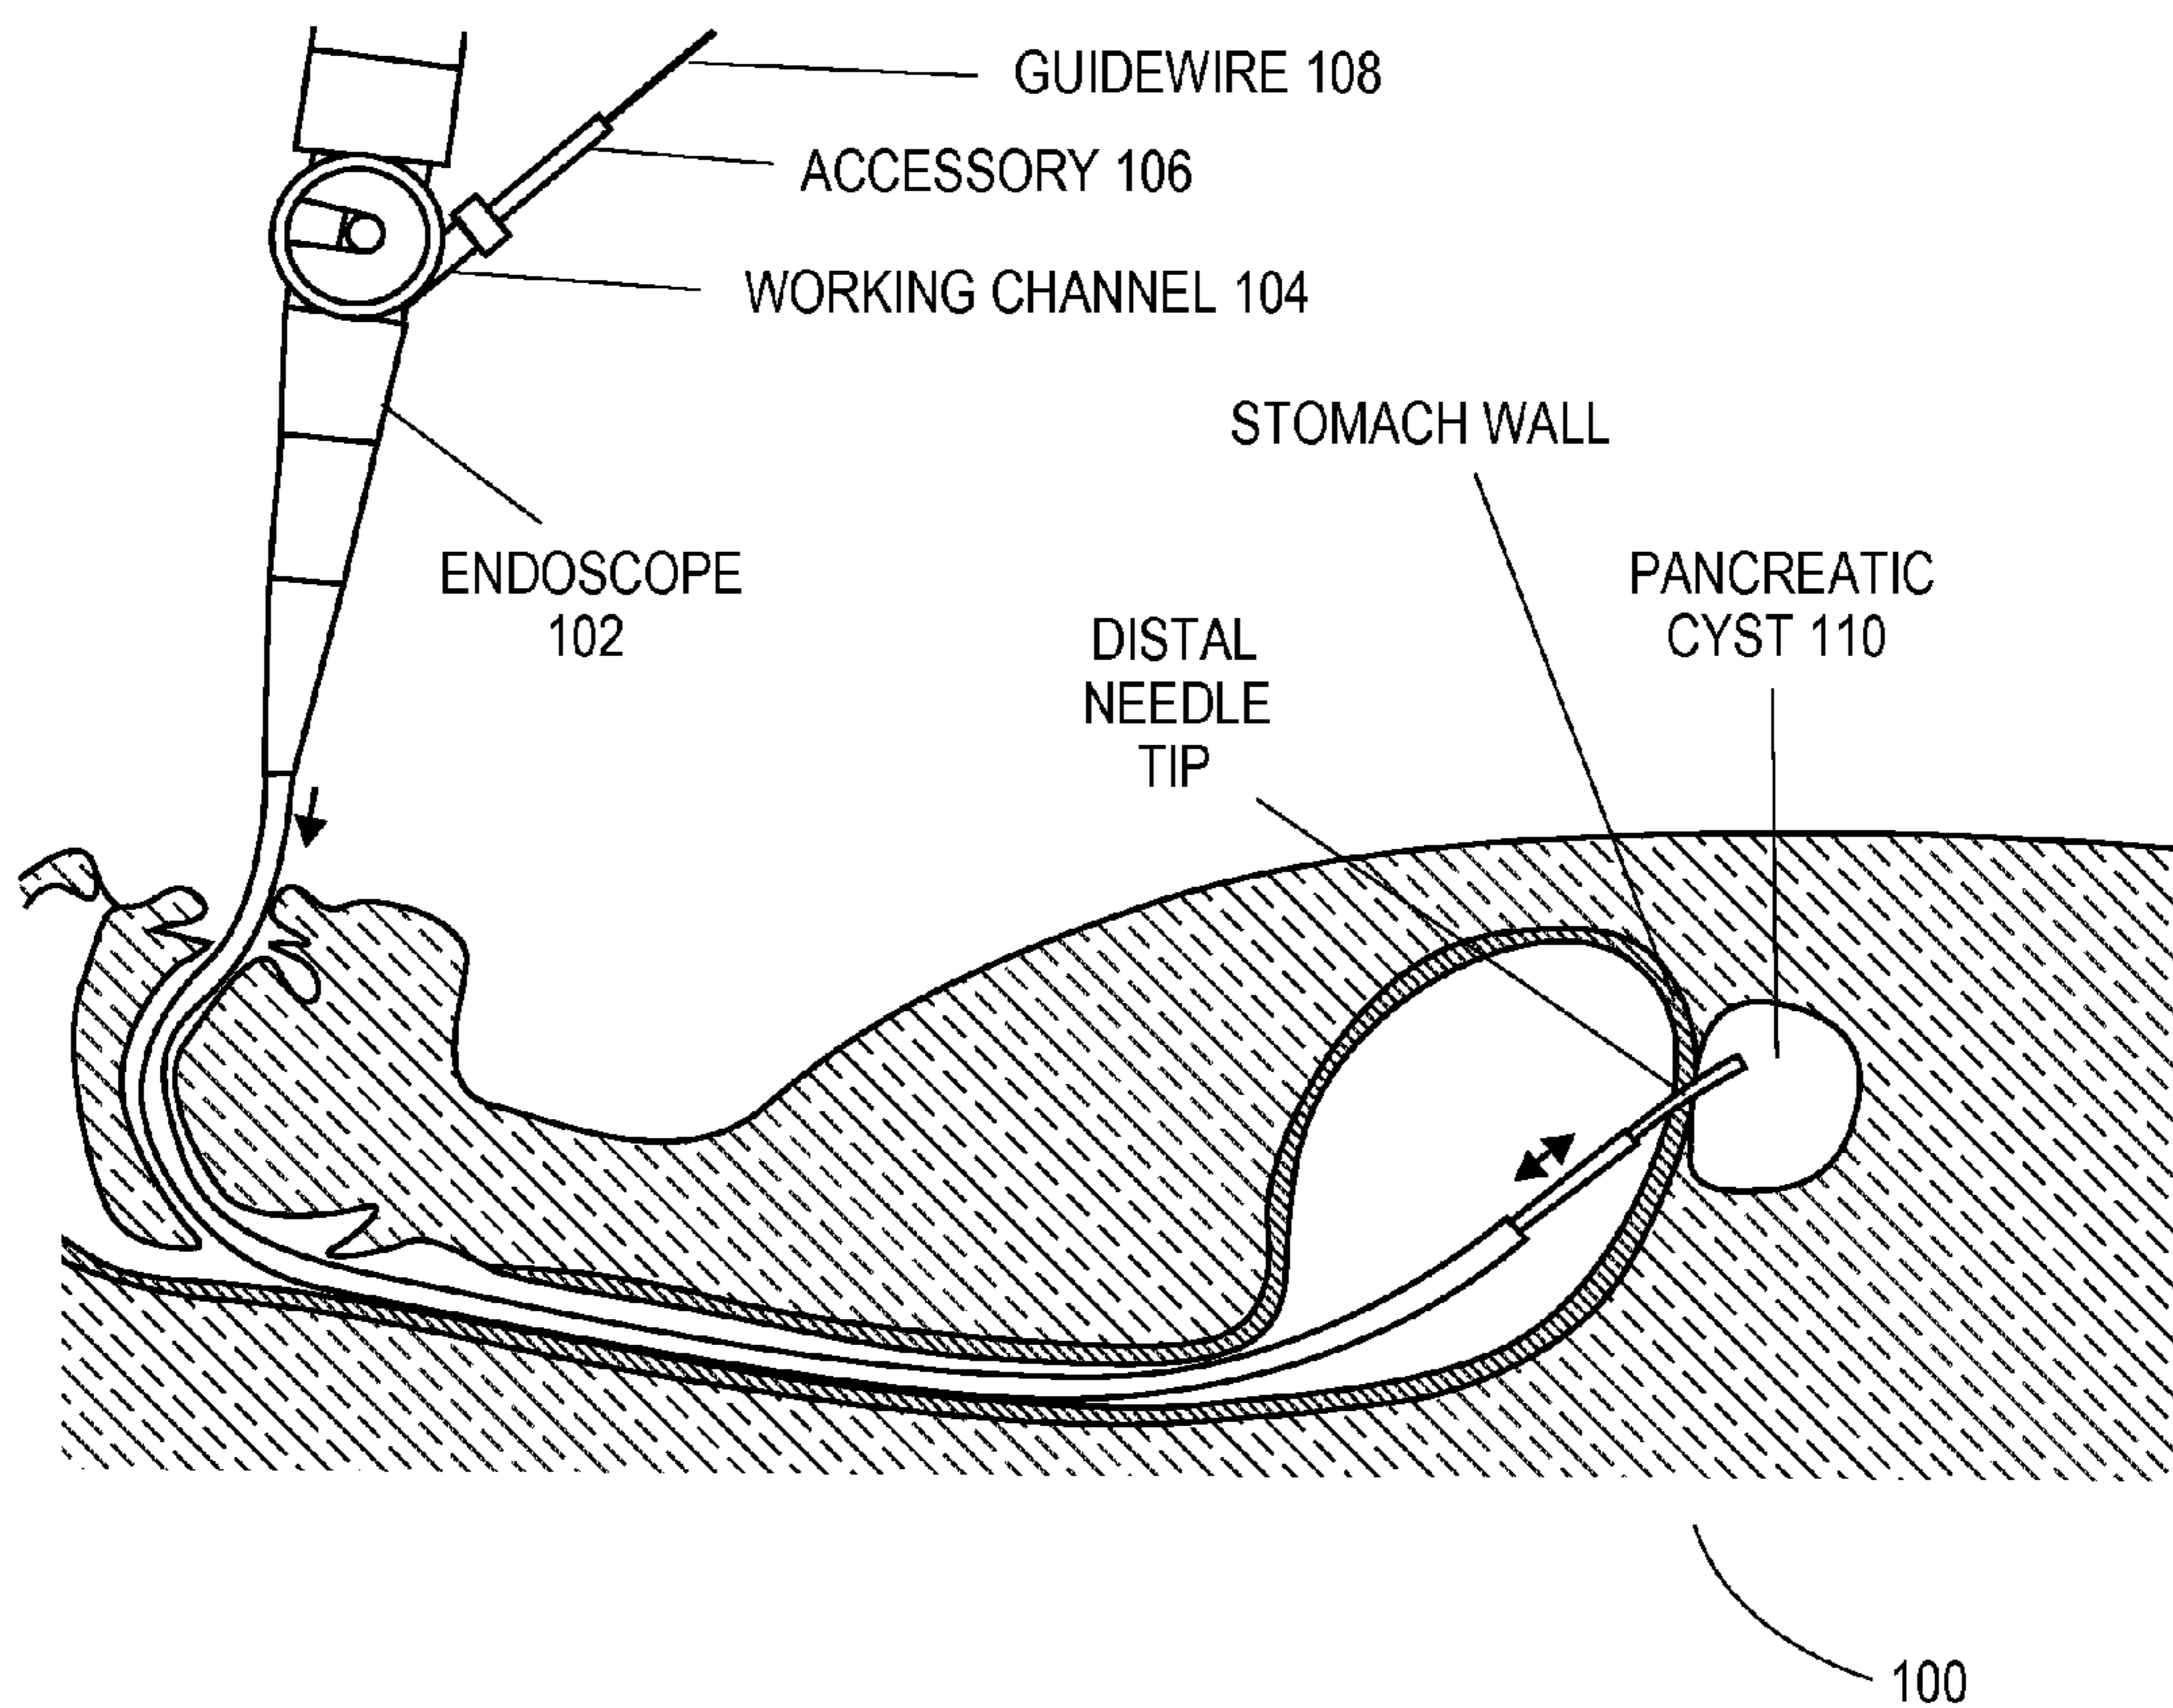 GUIDEWIRE 108
ACCESSORY 106
WORKING CHANNEL 104
STOMACH WALL
ENDOSCOPE
102
PANCREATIC
CYST 110
DISTAL
NEEDLE
TIP
100